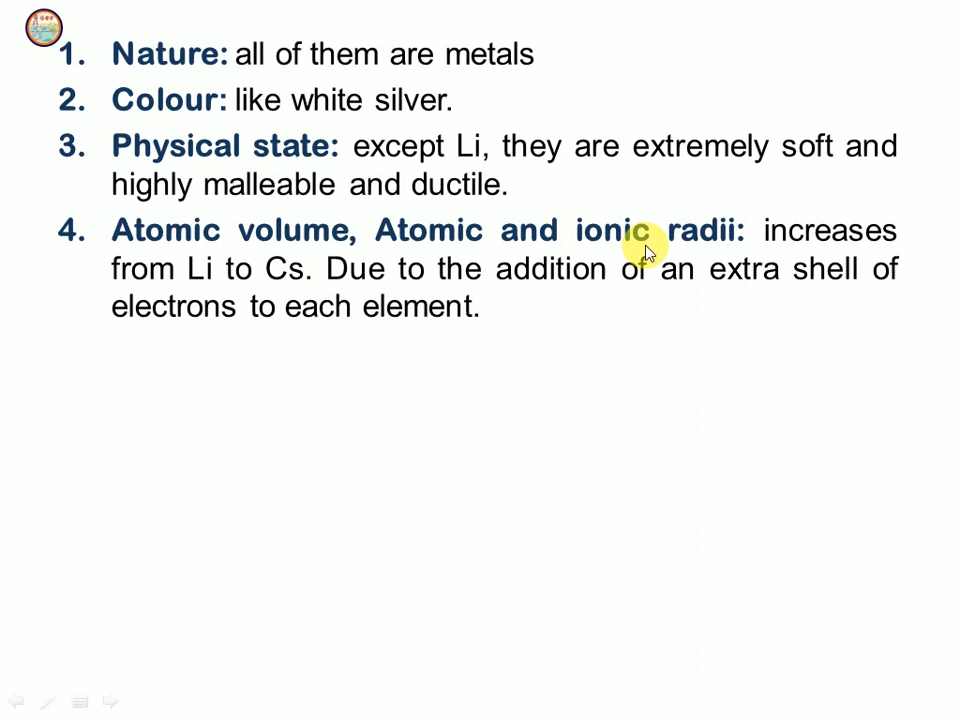 1. Nature: all of them are metals
2. Colour: like white silver.
3. Physical state: except Li, they are extremely soft and
highly malleable and ductile.
4. Atomic volume, Atomic and ionic radii: increases
from Li to Cs. Due to the addition of an extra shell of
electrons to each element.